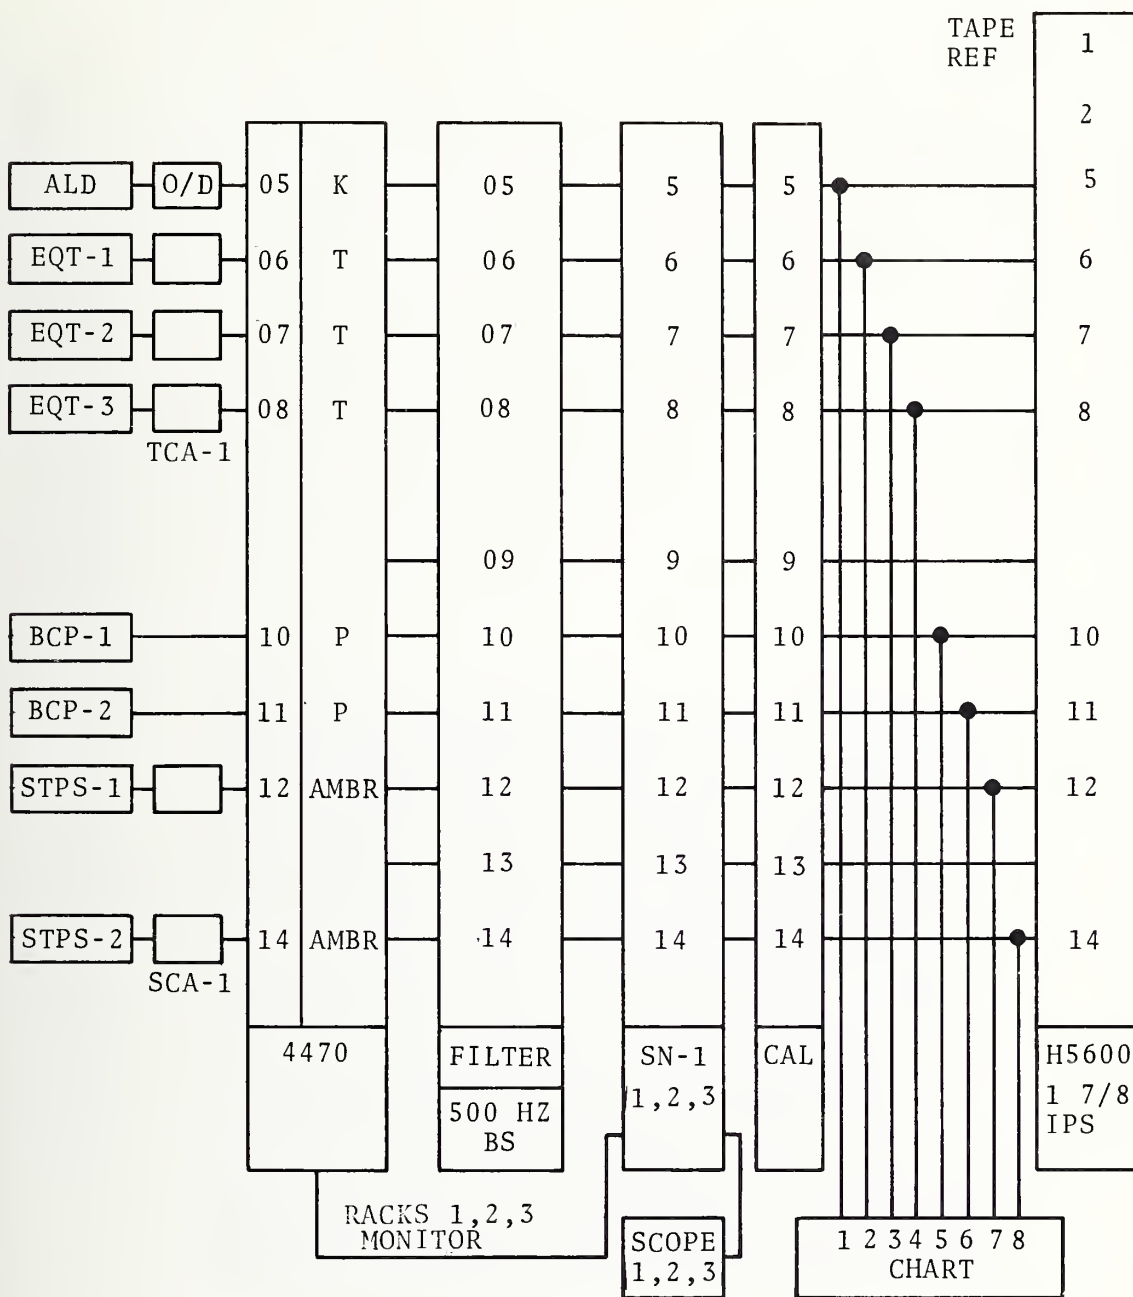 TAPE 1
REF
2
ALD O/D 05 K 05 5 5 5
EQT-1 06 T 06 6 6 6
EQT-2 07 T 07 7 7 7
EQT-3 08 T 08 8 8 8
TCA-1
09 9 9
BCP-1 10 P 10 10 10 10
BCP-2 11 P 11 11 11 11
STPS-1 12 AMBR 12 12 12 12
13 13 13
STPS-2 14 AMBR 14 14 14 14
SCA-1
4470 FILTER SN-1 CAL H5600
500 HZ 1,2,3 1 7/8
BS IPS
RACKS 1,2,3
MONITOR
SCOPE
1,2,3
1 2 3 4 5 6 7 8
CHART